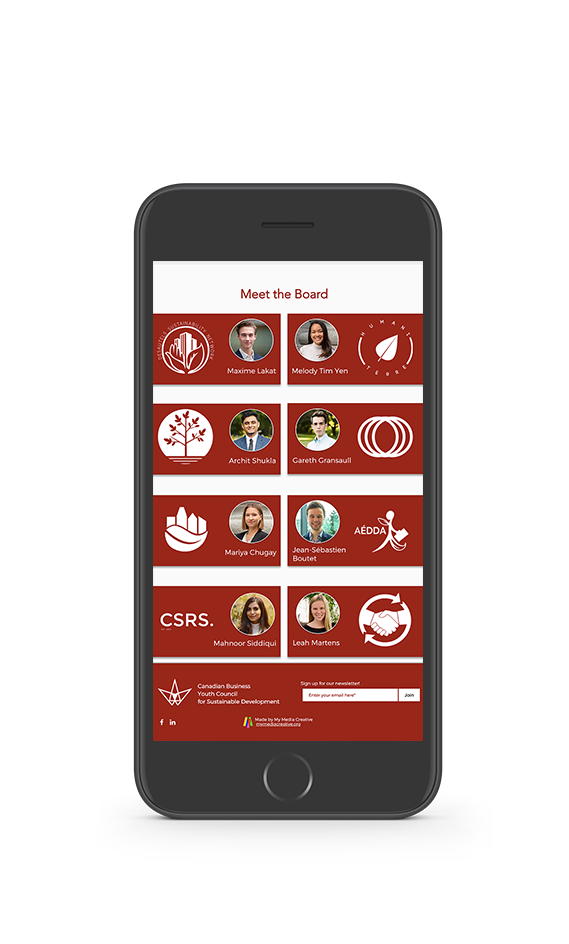 Meet the Board
DESAUTELS SUSTAINABILITY NETWORK
Maxime Lakat
Melody Tim Yen
HUMANI
TERRE
Archit Shukla
Gareth Gransaull
Mariya Chugay
Jean-Sébastien
Boutet
AÉDDA
CSRS.
Mahnoor Siddiqui
Leah Martens
Canadian Business
Youth Council
for Sustainable Development
Sign up for our newsletter!
Enter your email here*
Join
Made by My Media Creative
mymediacreative.org
f
in